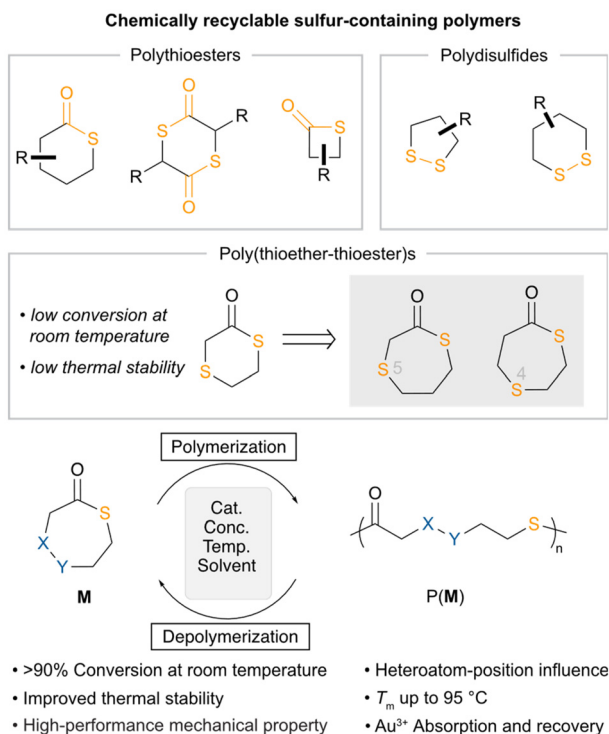 Chemically recyclable sulfur-containing polymers
Polythioesters
Polydisulfides
O
S
R
O
S
R
R
S
O
O
S
R
R
S
S
R
S
S
Poly(thioether-thioester)s
• low conversion at
room temperature
• low thermal stability
O
S
S
O
S
S
5
O
S
S
4
Polymerization
Cat.
Conc.
Temp.
Solvent
Depolymerization
O
S
X
Y
M
O
X
Y
S
n
P(M)
• >90% Conversion at room temperature
• Improved thermal stability
• High-performance mechanical property
• Heteroatom-position influence
• Tm up to 95 °C
• Au³⁺ Absorption and recovery